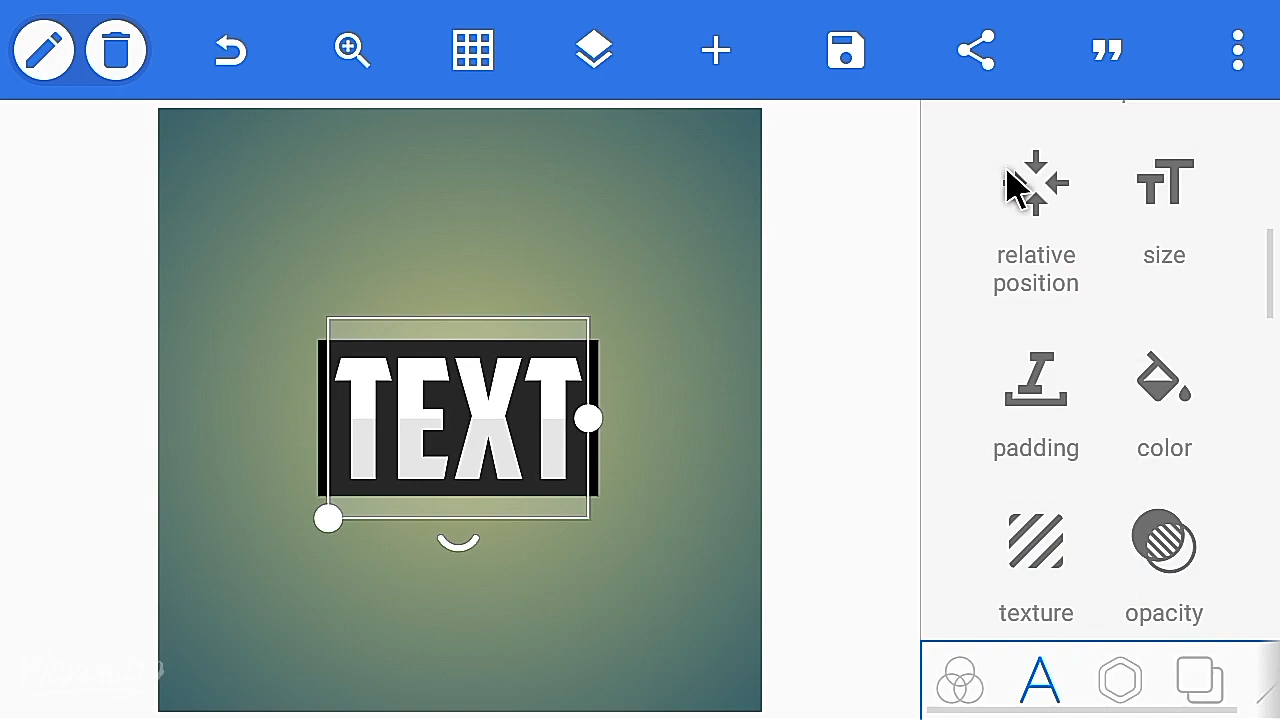 TEXT
relative
position
size
padding
color
texture
opacity